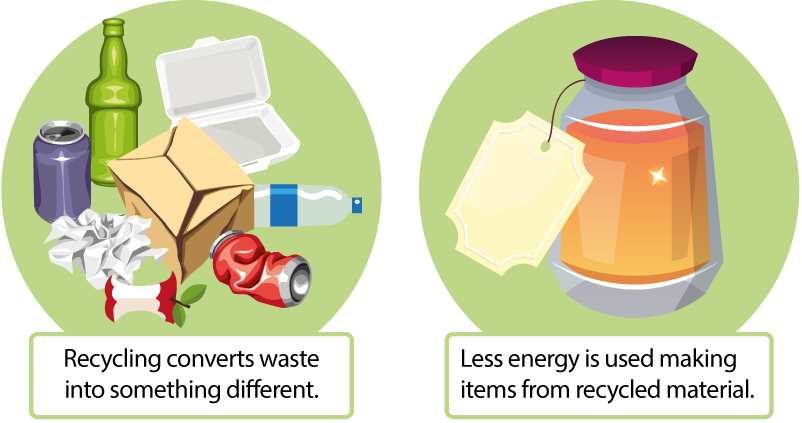 Recycling converts waste
into something different.
Less energy is used making
items from recycled material.